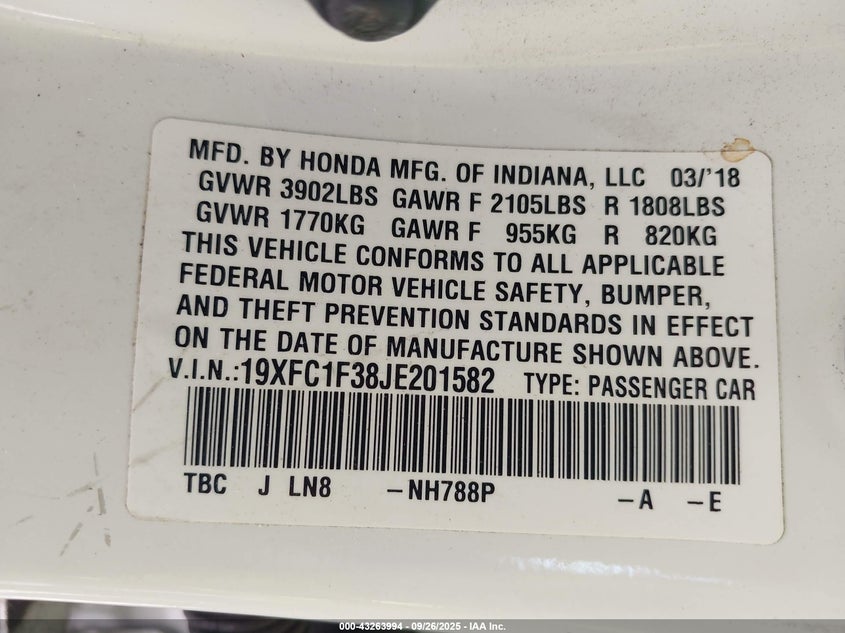 MFD. BY HONDA MFG. OF INDIANA, LLC 03/'18
GVWR 3902LBS GAWR F 2105LBS R 1808LBS
GVWR 1770KG GAWR F 955KG R 820KG
THIS VEHICLE CONFORMS TO ALL APPLICABLE
FEDERAL MOTOR VEHICLE SAFETY, BUMPER,
AND THEFT PREVENTION STANDARDS IN EFFECT
ON THE DATE OF MANUFACTURE SHOWN ABOVE.
V.I.N.:19XFC1F38JE201582 TYPE: PASSENGER CAR
TBC J LN8 -NH788P -A -E
000-43263994 - 09/26/2025 - IAA Inc.